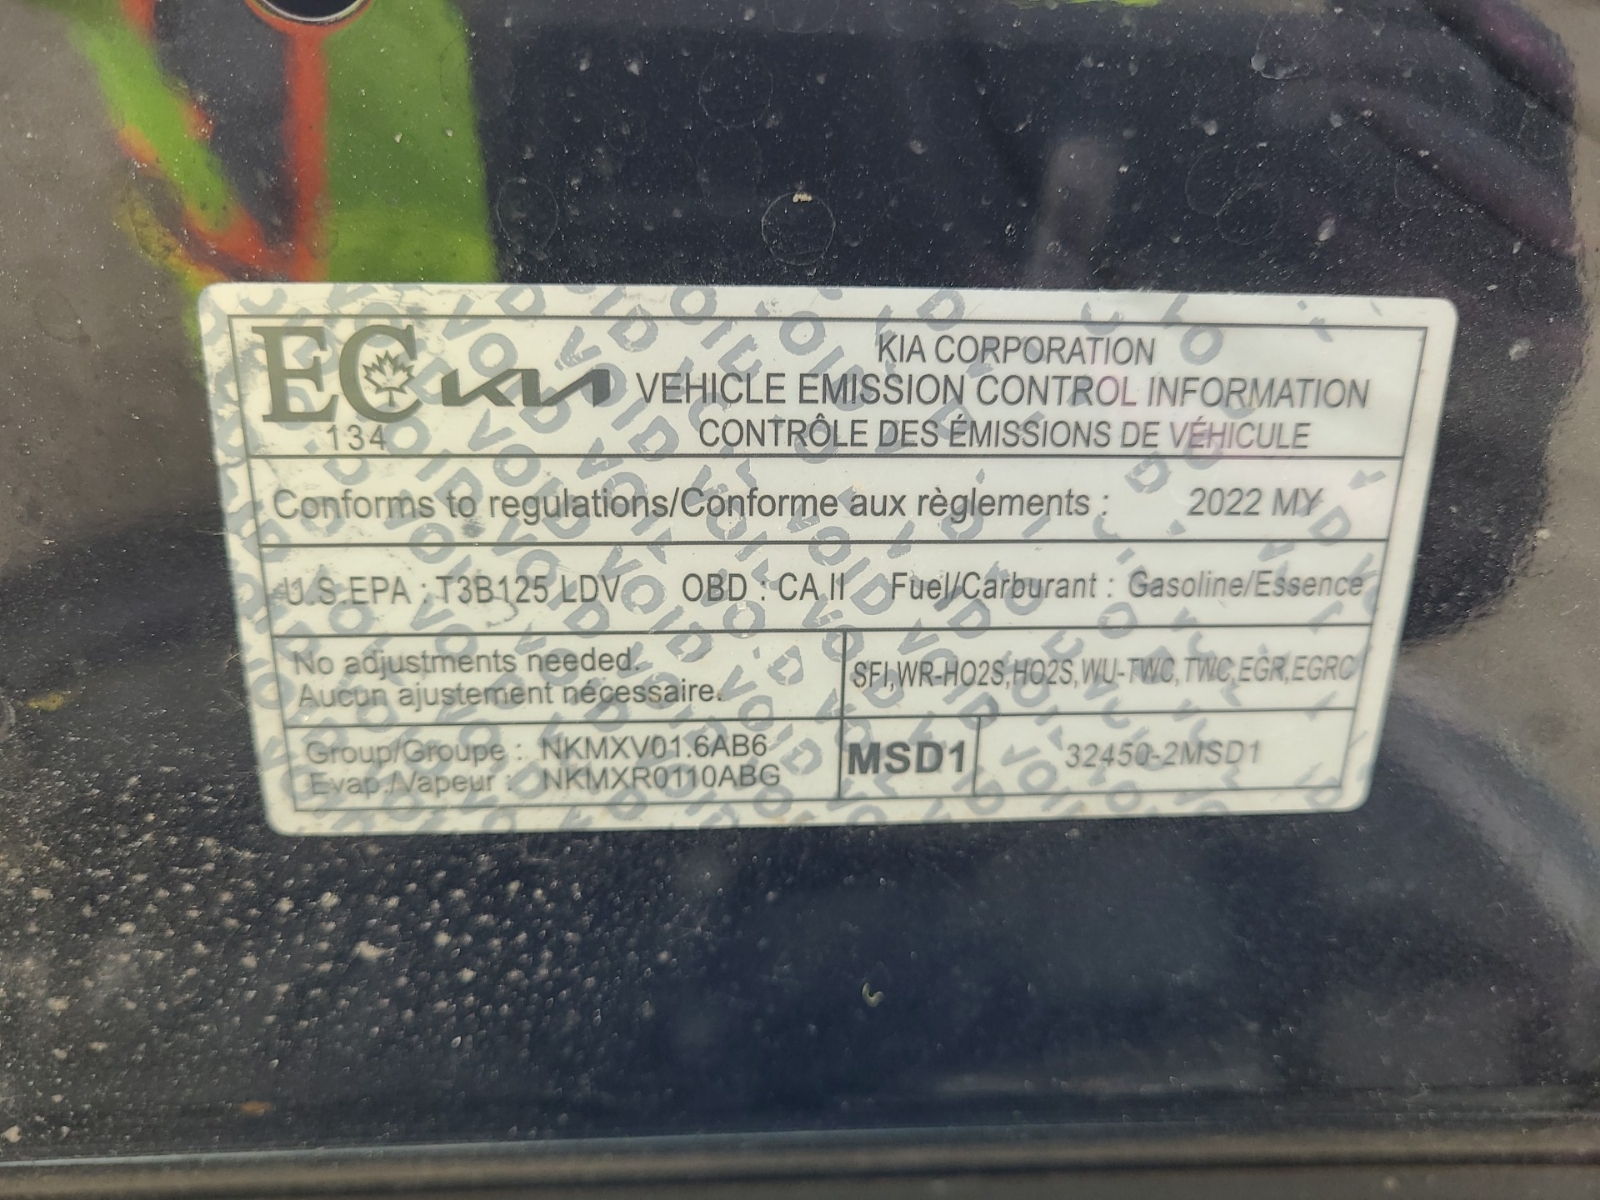 EC KIA
134
KIA CORPORATION
VEHICLE EMISSION CONTROL INFORMATION
CONTRÔLE DES ÉMISSIONS DE VÉHICULE
Conforms to regulations/Conforme aux règlements : 2022 MY
U.S.EPA : T3B125 LDV OBD : CA II Fuel/Carburant : Gasoline/Essence
No adjustments needed.
Aucun ajustement nécessaire.
SFI,WR-HO2S,HO2S,WU-TWC,TWC,EGR,EGRC
Group/Groupe : NKMXV01.6AB6
Evap./Vapeur : NKMXR0110ABG
MSD1
32450-2MSD1